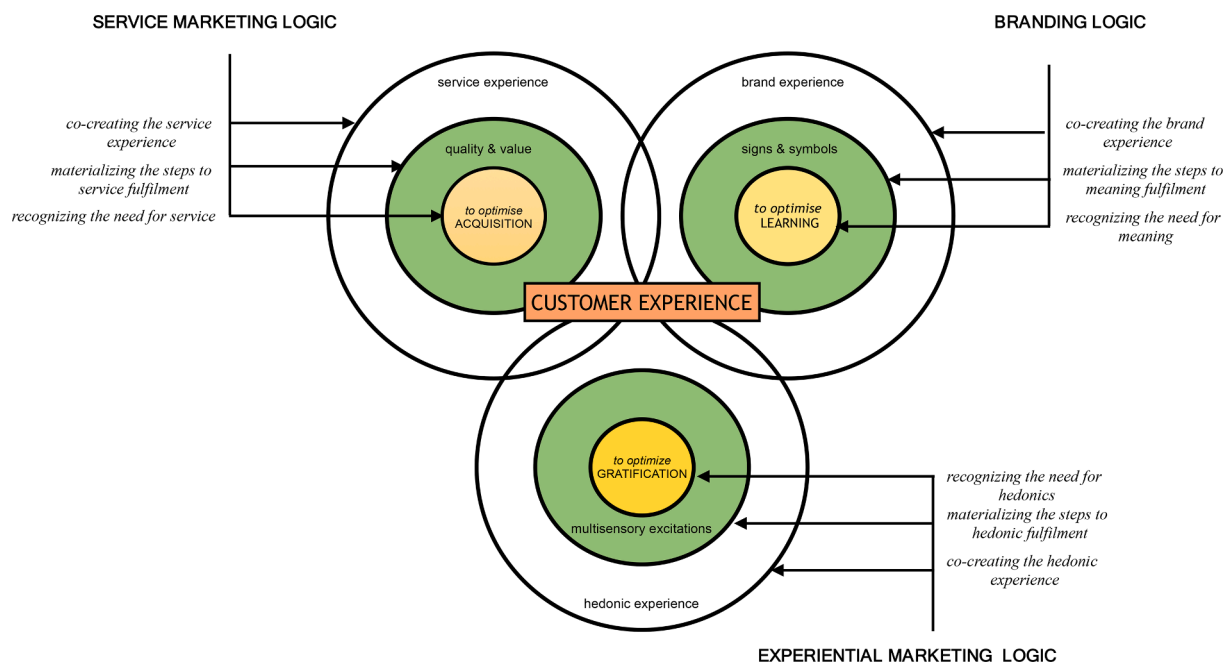 SERVICE MARKETING LOGIC
BRANDING LOGIC
service experience
brand experience
co-creating the service
experience
materializing the steps to
service fulfilment
recognizing the need for service
quality & value
to optimise
ACQUISITION
signs & symbols
to optimise
LEARNING
co-creating the brand
experience
materializing the steps to
meaning fulfilment
recognizing the need for
meaning
CUSTOMER EXPERIENCE
to optimize
GRATIFICATION
multisensory excitations
hedonic experience
recognizing the need for
hedonics
materializing the steps to
hedonic fulfilment
co-creating the hedonic
experience
EXPERIENTIAL MARKETING LOGIC